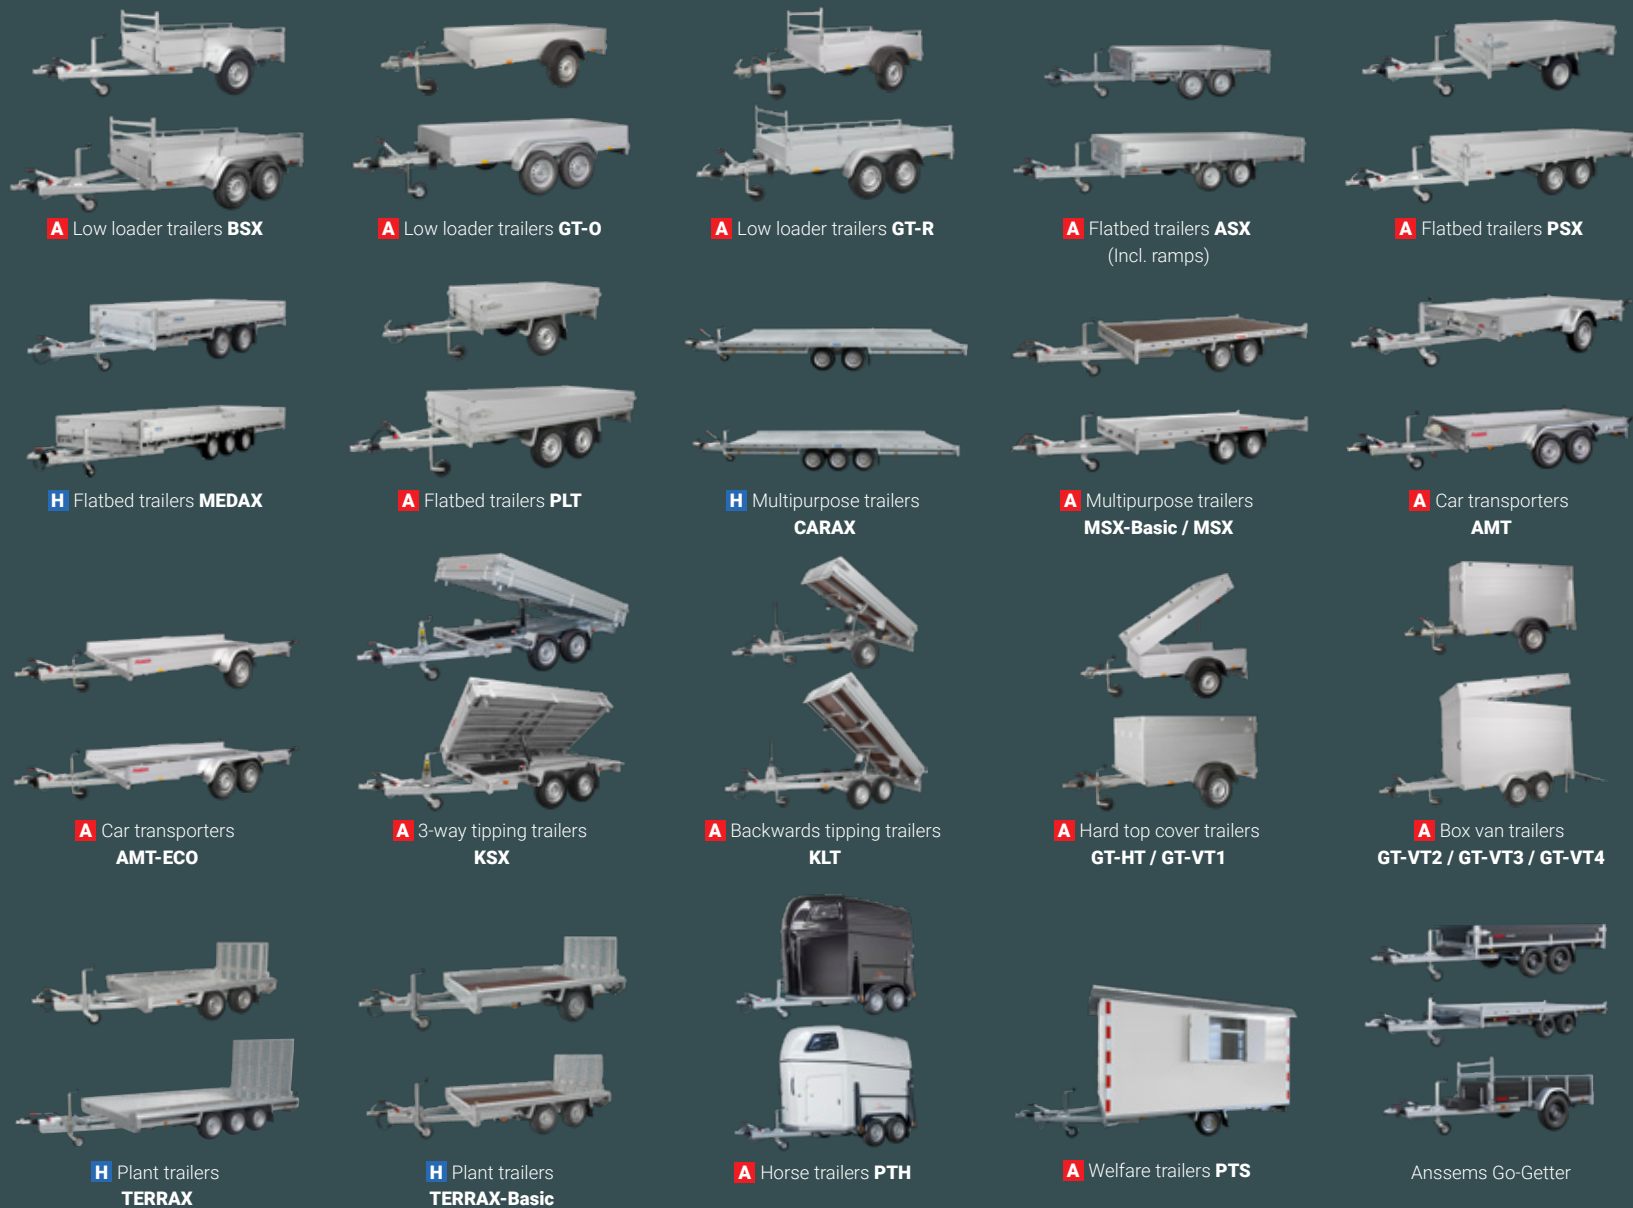 A Low loader trailers BSX
A Low loader trailers GT-O
A Low loader trailers GT-R
A Flatbed trailers ASX
(Incl. ramps)
A Flatbed trailers PSX
H Flatbed trailers MEDAX
A Flatbed trailers PLT
H Multipurpose trailers
CARAX
A Multipurpose trailers
MSX-Basic / MSX
A Car transporters
AMT
A Car transporters
AMT-ECO
A 3-way tipping trailers
KSX
A Backwards tipping trailers
KLT
A Hard top cover trailers
GT-HT / GT-VT1
A Box van trailers
GT-VT2 / GT-VT3 / GT-VT4
H Plant trailers
TERRAX
H Plant trailers
TERRAX-Basic
A Horse trailers PTH
A Welfare trailers PTS
Anssems Go-Getter